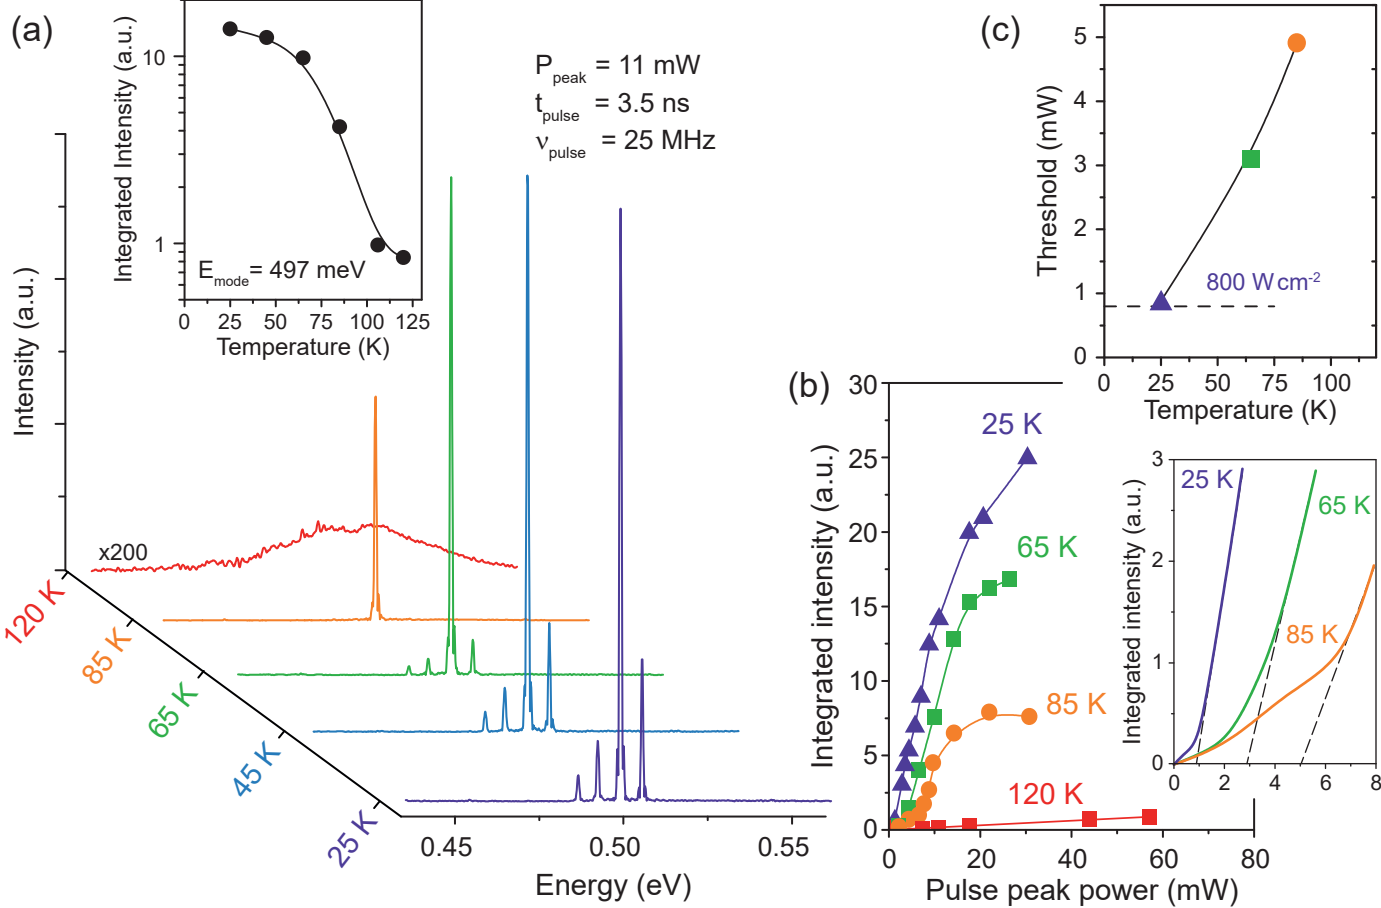 (a)
Integrated Intensity (a.u.)
10
1
E_mode = 497 meV
0 25 50 75 100 125
Temperature (K)
P_peak = 11 mW
t_pulse = 3.5 ns
ν_pulse = 25 MHz
Intensity (a.u.)
x200
120 K
85 K
65 K
45 K
25 K
0.45 0.50 0.55
Energy (eV)
(c)
Threshold (mW)
5
4
3
2
1
0
800 W cm⁻²
0 25 50 75 100
Temperature (K)
(b)
Integrated intensity (a.u.)
30
25
20
15
10
5
0
25 K
65 K
85 K
120 K
0 20 40 60 80
Pulse peak power (mW)
Integrated intensity (a.u.)
3
2
1
0
25 K
65 K
85 K
0 2 4 6 8